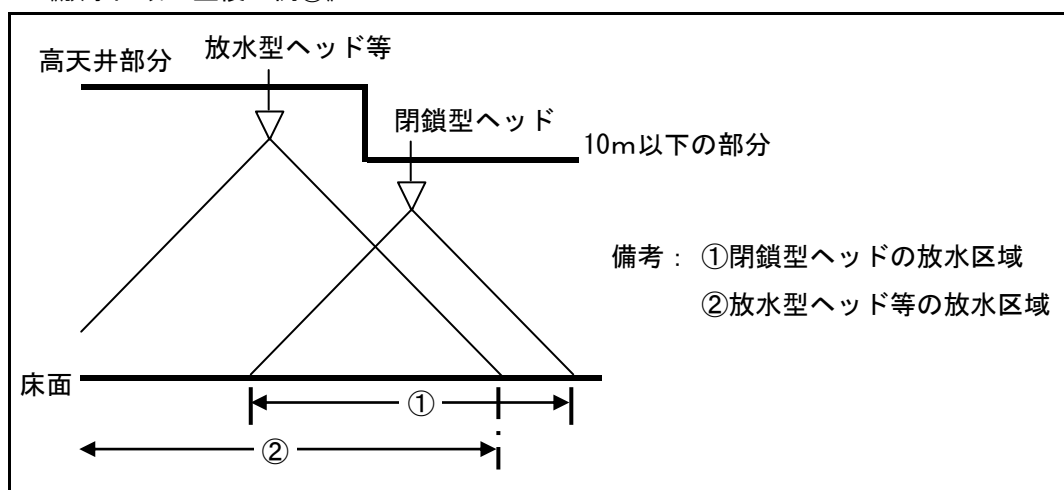 放水型ヘッド等
高天井部分
閉鎖型ヘッド
10m以下の部分
備考： ①閉鎖型ヘッドの放水区域
②放水型ヘッド等の放水区域
床面
①
②